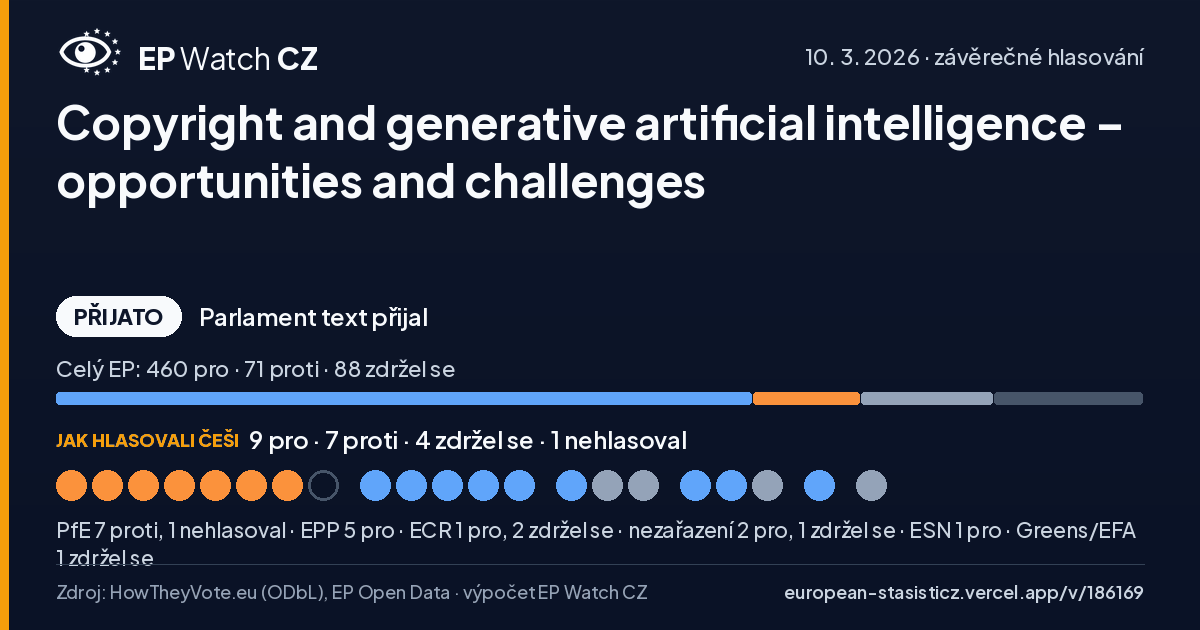 EP Watch CZ
10. 3. 2026 · závěrečné hlasování
Copyright and generative artificial intelligence –
opportunities and challenges
PŘIJATO Parlament text přijal
Celý EP: 460 pro · 71 proti · 88 zdržel se
JAK HLASOVALI ČEŠI 9 pro · 7 proti · 4 zdržel se · 1 nehlasoval
PfE 7 proti, 1 nehlasoval · EPP 5 pro · ECR 1 pro, 2 zdržel se · nezařazení 2 pro, 1 zdržel se · ESN 1 pro · Greens/EFA
1 zdržel se
Zdroj: HowTheyVote.eu (ODbL), EP Open Data · výpočet EP Watch CZ
european-stasisticz.vercel.app/v/186169